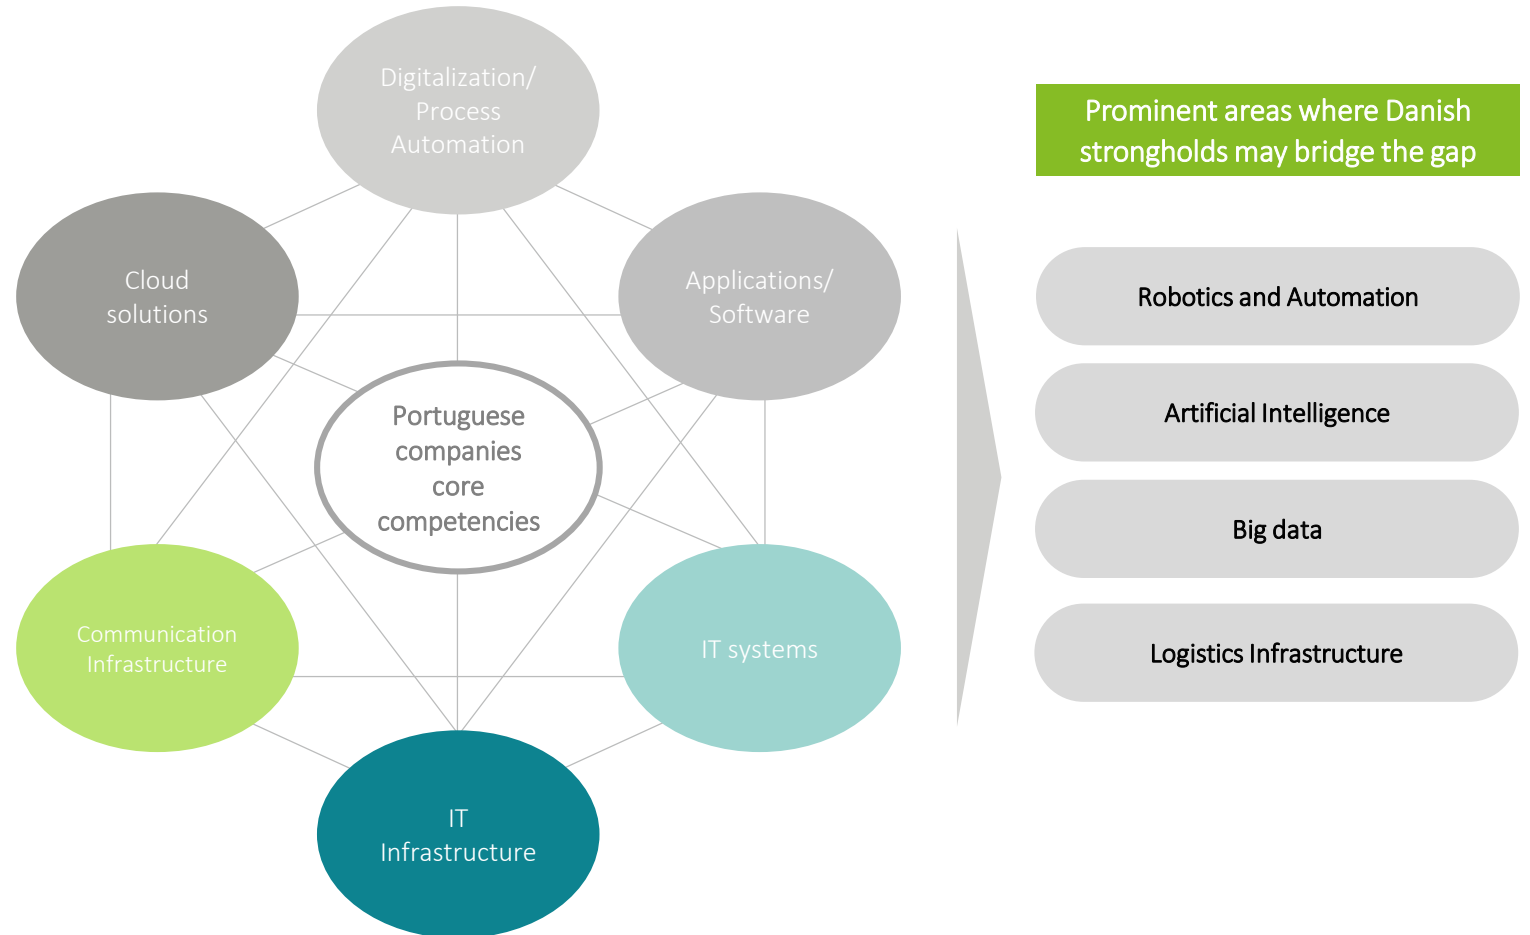 Digitalization/
Process
Automation
Cloud
solutions
Applications/
Software
Portuguese
companies
core
competencies
Communication
Infrastructure
IT systems
IT
Infrastructure
Prominent areas where Danish
strongholds may bridge the gap
Robotics and Automation
Artificial Intelligence
Big data
Logistics Infrastructure